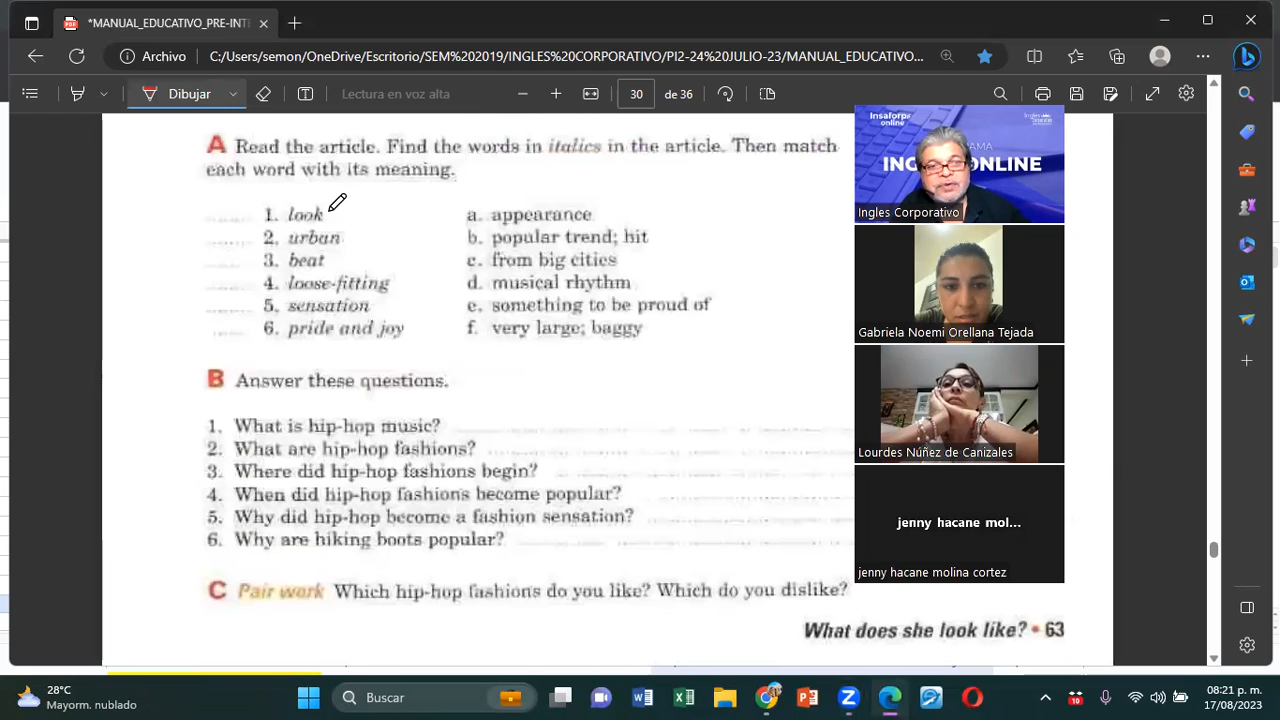 *MANUAL_EDUCATIVO_PRE-INT
Archivo
C:/Users/semon/OneDrive/Escritorio/SEM%202019/INGLES%20CORPORATIVO/PI2-24%20JULIO-23/MANUAL_EDUCATIVO_PRE-INTE...
Dibujar
Lectura en voz alta
30 de 36
A Read the article. Find the words in italics in the article. Then match
each word with its meaning.
1. look a. appearance
2. urban b. popular trend; hit
3. beat c. from big cities
4. loose-fitting d. musical rhythm
5. sensation e. something to be proud of
6. pride and joy f. very large; baggy
B Answer these questions.
1. What is hip-hop music?
2. What are hip-hop fashions?
3. Where did hip-hop fashions begin?
4. When did hip-hop fashions become popular?
5. Why did hip-hop become a fashion sensation?
6. Why are hiking boots popular?
C Pair work Which hip-hop fashions do you like? Which do you dislike?
What does she look like? • 63
Insaforp
online
ING ONLINE
Ingles Corporativo
Gabriela Noemi Orellana Tejada
Lourdes Núñez de Canizales
jenny hacane mol...
jenny hacane molina cortez
28°C
Mayorm. nublado
Buscar
10
08:21 p. m.
17/08/2023